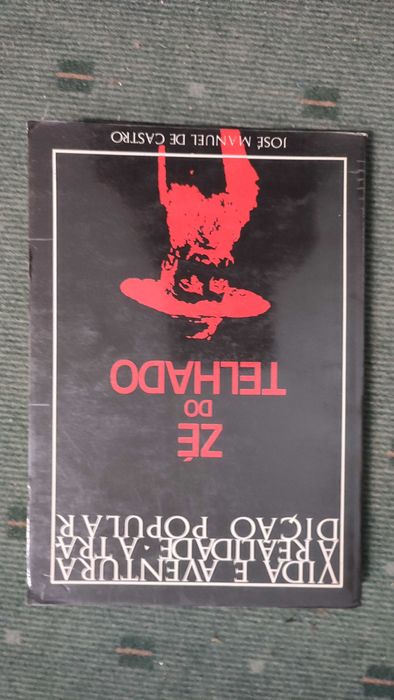 VIDA E AVENTURA
A REALIDADE · A TRA
DIÇÃO POPULAR
ZÉ
DO
TELHADO
JOSÉ MANUEL DE CASTRO